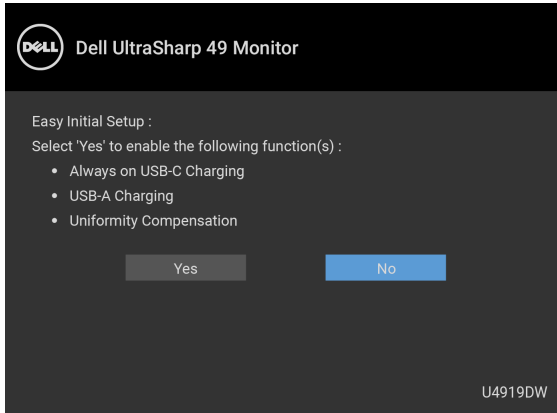 DELL
Dell UltraSharp 49 Monitor
Easy Initial Setup :
Select 'Yes' to enable the following function(s) :
• Always on USB-C Charging
• USB-A Charging
• Uniformity Compensation
Yes No
U4919DW